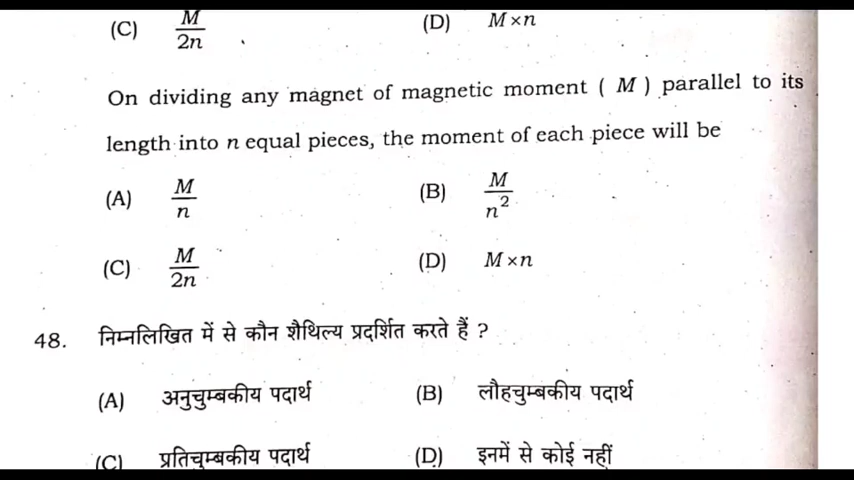 (C) M/2n (D) M×n
On dividing any magnet of magnetic moment ( M ) parallel to its
length into n equal pieces, the moment of each piece will be
(A) M/n (B) M/n²
(C) M/2n (D) M×n
48. निम्नलिखित में से कौन शैथिल्य प्रदर्शित करते हैं ?
(A) अनुचुम्बकीय पदार्थ (B) लौहचुम्बकीय पदार्थ
(C) प्रतिचुम्बकीय पदार्थ (D) इनमें से कोई नहीं